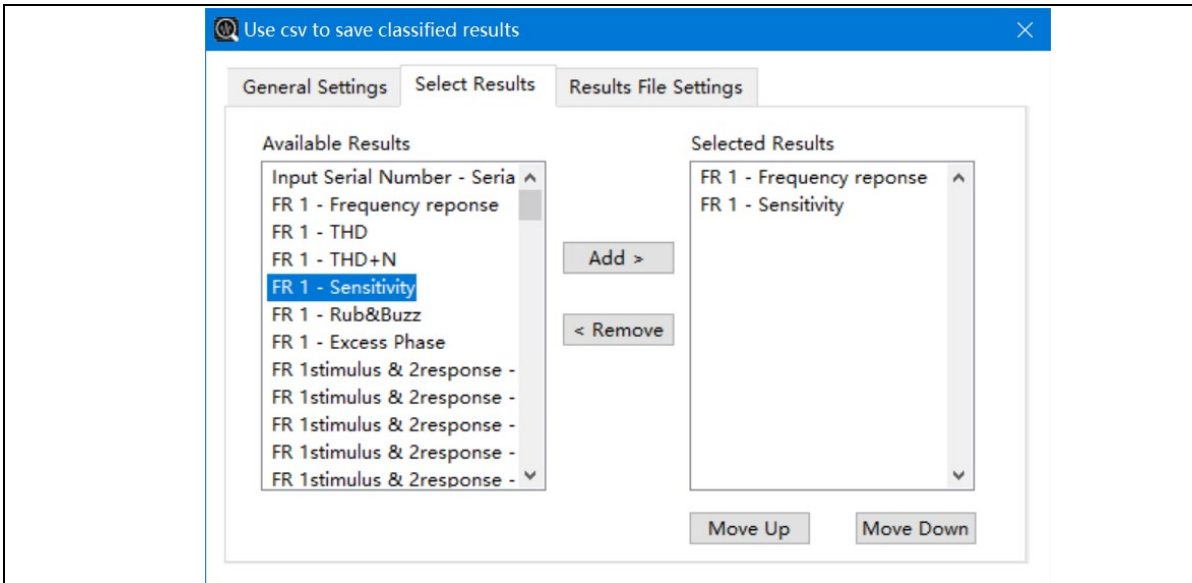 Use csv to save classified results
General Settings
Select Results
Results File Settings
Available Results
Selected Results
Input Serial Number - Seria
FR 1 - Frequency reponse
FR 1 - THD
FR 1 - THD+N
FR 1 - Sensitivity
FR 1 - Rub&Buzz
FR 1 - Excess Phase
FR 1stimulus & 2response -
FR 1stimulus & 2response -
FR 1stimulus & 2response -
FR 1stimulus & 2response -
FR 1stimulus & 2response -
Add >
< Remove
FR 1 - Frequency reponse
FR 1 - Sensitivity
Move Up
Move Down